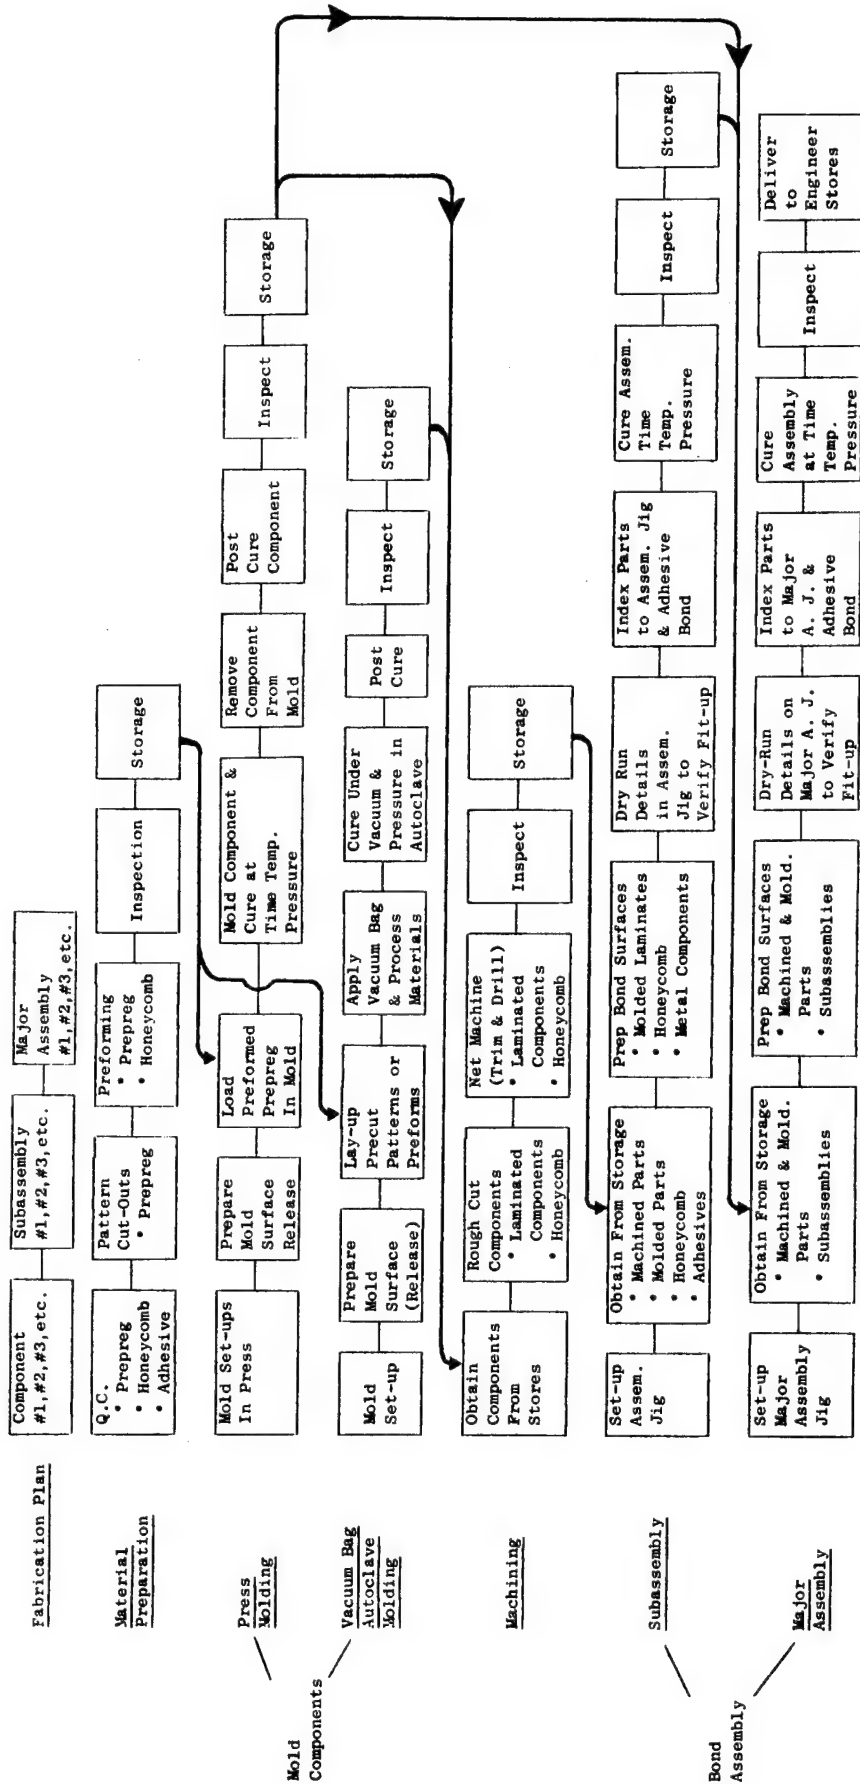 Fabrication Plan
Component
#1,#2,#3,etc.
Subassembly
#1,#2,#3,etc.
Major
Assembly
#1,#2,#3,etc.
Material
Preparation
Q.C.
• Prepreg
• Honeycomb
• Adhesive
Pattern
Cut-Outs
• Prepreg
Preforming
• Prepreg
• Honeycomb
Inspection
Storage
Mold
Components
Press
Molding
Mold Set-ups
In Press
Prepare
Mold
Surface
Release
Load
Preformed
Prepreg
In Mold
Mold Component &
Cure at
Time Temp.
Pressure
Remove
Component
From
Mold
Post
Cure
Component
Inspect
Storage
Vacuum Bag
Autoclave
Molding
Mold
Set-up
Prepare
Mold
Surface
(Release)
Lay-up
Precut
Patterns or
Preforms
Apply
Vacuum Bag
& Process
Materials
Cure Under
Vacuum &
Pressure in
Autoclave
Post
Cure
Inspect
Storage
Machining
Obtain
Components
From
Stores
Rough Cut
Components
• Laminated
Components
• Honeycomb
Net Machine
(Trim & Drill)
• Laminated
Components
• Honeycomb
Inspect
Storage
Bond
Assembly
Subassembly
Set-up
Assem.
Jig
Obtain From Storage
• Machined Parts
• Molded Parts
• Honeycomb
• Adhesives
Prep Bond Surfaces
• Molded Laminates
• Honeycomb
• Metal Components
Dry Run
Details
in Assem.
Jig to
Verify Fit-up
Index Parts
to Assem. Jig
& Adhesive
Bond
Cure Assem.
Time
Temp.
Pressure
Inspect
Storage
Major
Assembly
Set-up
Major
Assembly
Jig
Obtain From Storage
• Machined & Mold.
Parts
• Subassemblies
Prep Bond Surfaces
• Machined & Mold.
Parts
• Subassemblies
Dry-Run
Details on
Major A. J.
to Verify
Fit-up
Index Parts
to Major
A. J. &
Adhesive
Bond
Cure
Assembly
at Time
Temp.
Pressure
Inspect
Deliver
to
Engineer
Stores